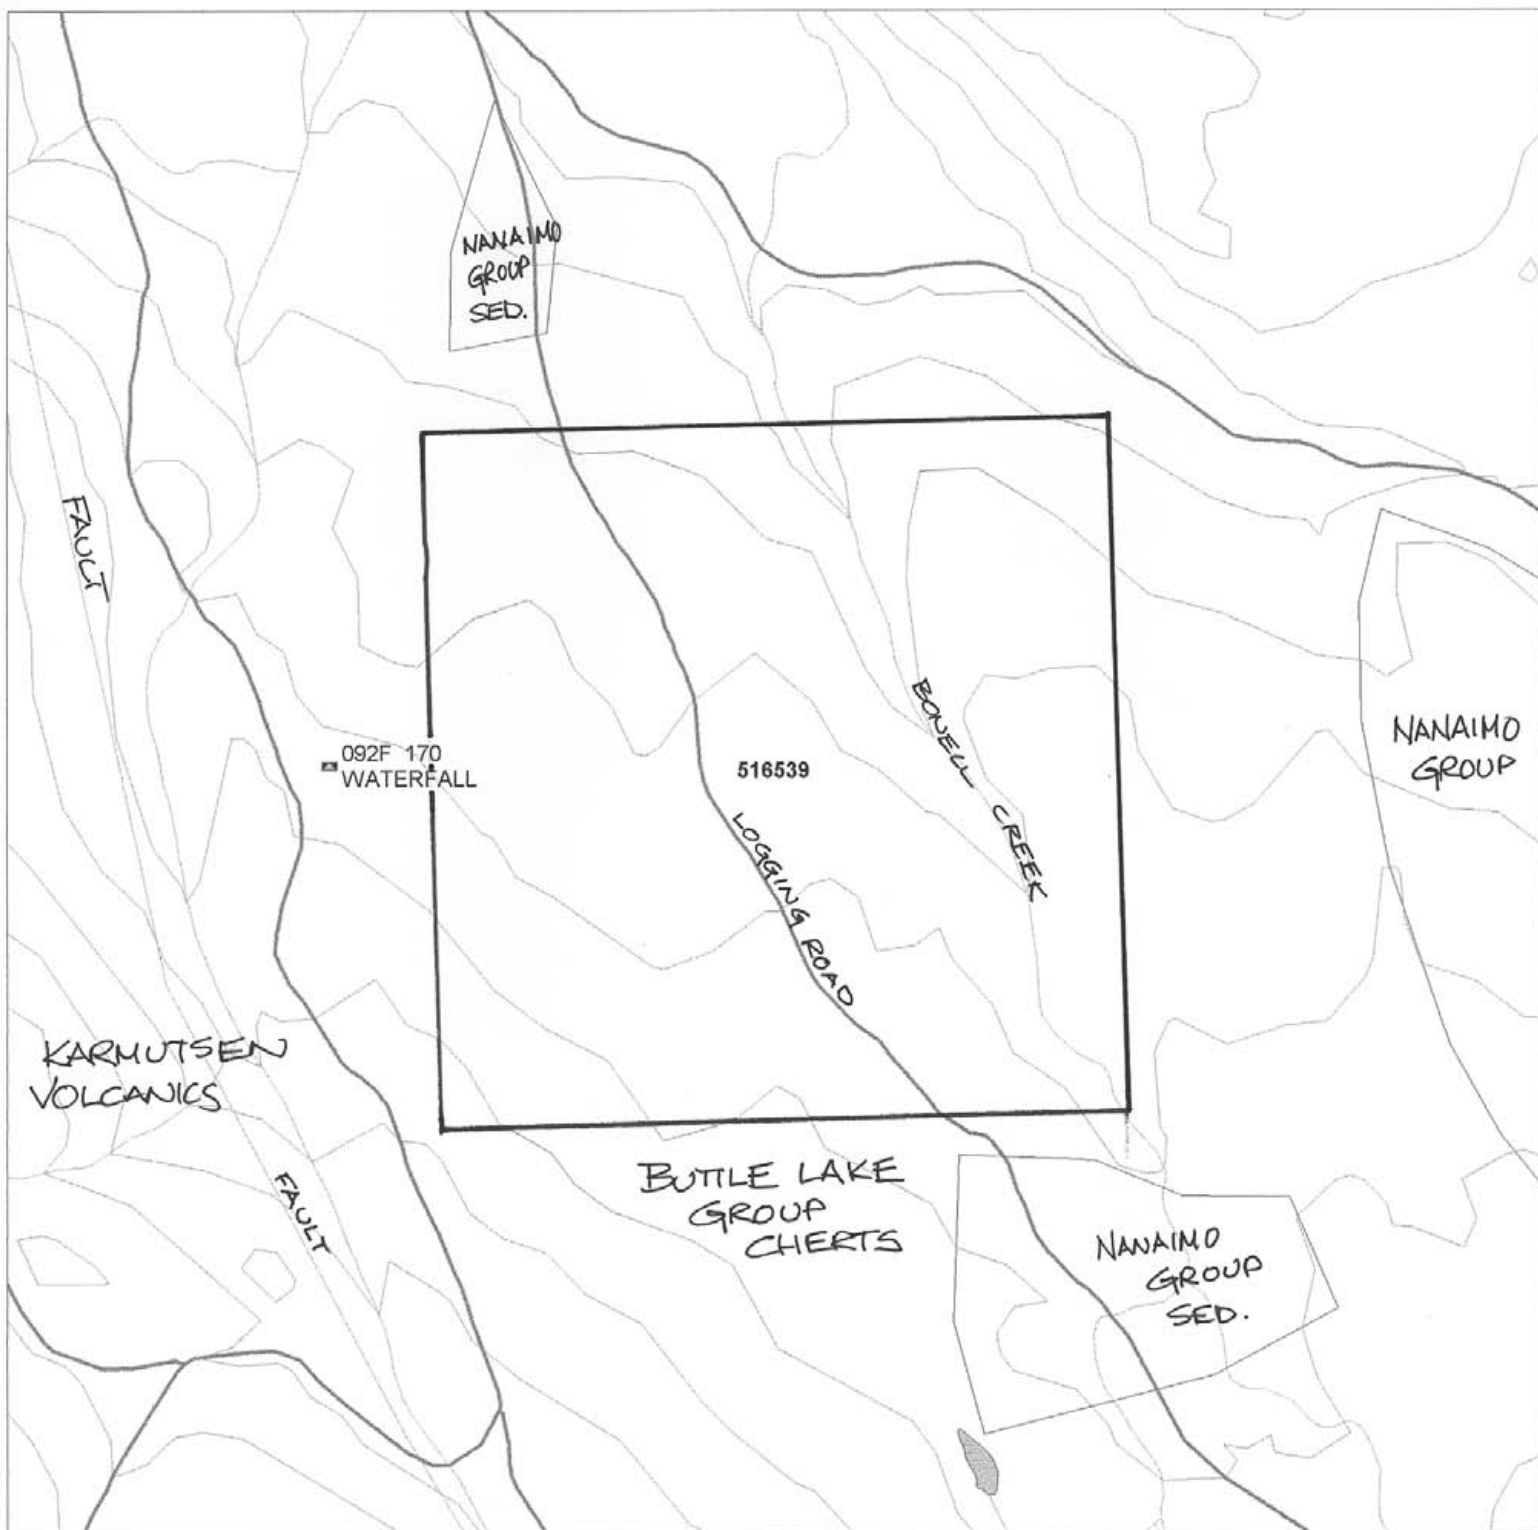 NANAIMO
GROUP
SED.
FAULT
092F 170
WATERFALL
516539
BONELL CREEK
LOGGING ROAD
NANAIMO
GROUP
KARMUTSEN
VOLCANICS
BUTTLE LAKE
GROUP
CHERTS
FAULT
NANAIMO
GROUP
SED.